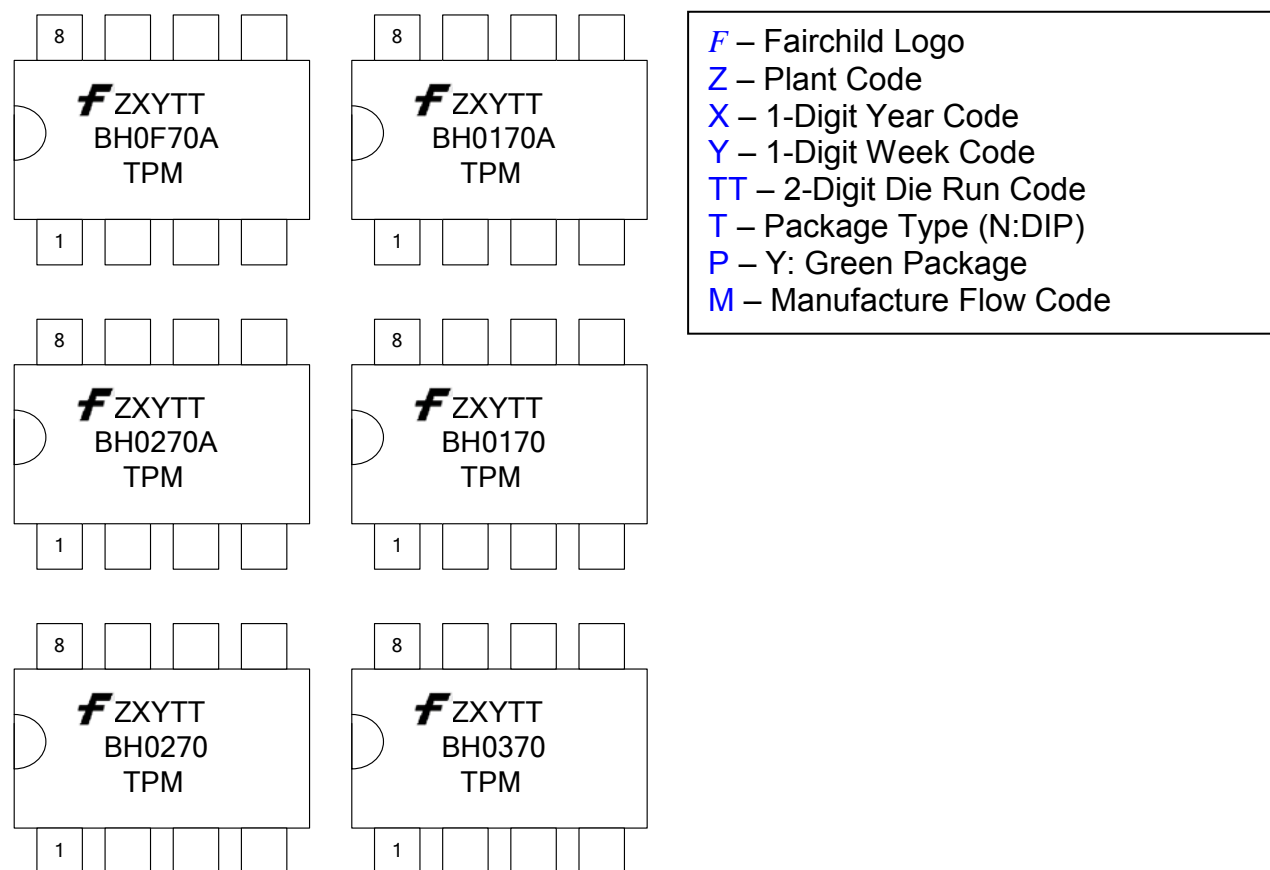 8
F ZXYTT
BH0F70A
TPM
1
8
F ZXYTT
BH0170A
TPM
1
F – Fairchild Logo
Z – Plant Code
X – 1-Digit Year Code
Y – 1-Digit Week Code
TT – 2-Digit Die Run Code
T – Package Type (N:DIP)
P – Y: Green Package
M – Manufacture Flow Code
8
F ZXYTT
BH0270A
TPM
1
8
F ZXYTT
BH0170
TPM
1
8
F ZXYTT
BH0270
TPM
1
8
F ZXYTT
BH0370
TPM
1